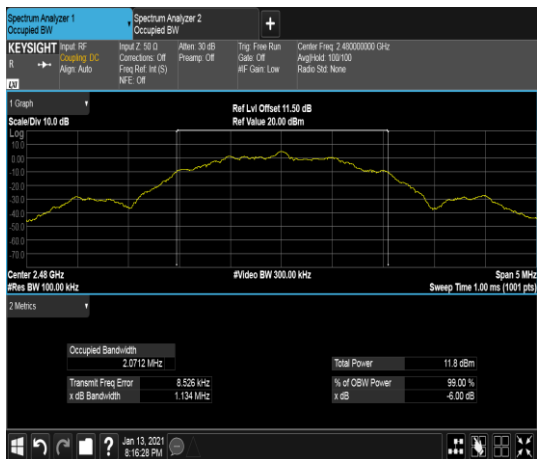 Spectrum Analyzer 1
Occupied BW
Spectrum Analyzer 2
Occupied BW
+
KEYSIGHT
R
LXI
Input: RF
Coupling: DC
Align: Auto
Input Z: 50 Ω
Corrections: Off
Freq Ref: Int (S)
NFE: Off
Atten: 30 dB
Preamp: Off
Trig: Free Run
Gate: Off
#IF Gain: Low
Center Freq: 2.480000000 GHz
Avg|Hold: 100/100
Radio Std: None
1 Graph
Scale/Div 10.0 dB
Ref Lvl Offset 11.50 dB
Ref Value 20.00 dBm
Log
10.0
0.00
-10.0
-20.0
-30.0
-40.0
-50.0
-60.0
-70.0
Center 2.48 GHz
#Res BW 100.00 kHz
#Video BW 300.00 kHz
Span 5 MHz
Sweep Time 1.00 ms (1001 pts)
2 Metrics
Occupied Bandwidth
2.0712 MHz
Total Power 11.8 dBm
Transmit Freq Error 8.526 kHz
% of OBW Power 99.00 %
x dB Bandwidth 1.134 MHz
x dB -6.00 dB
?
Jan 13, 2021
8:16:28 PM